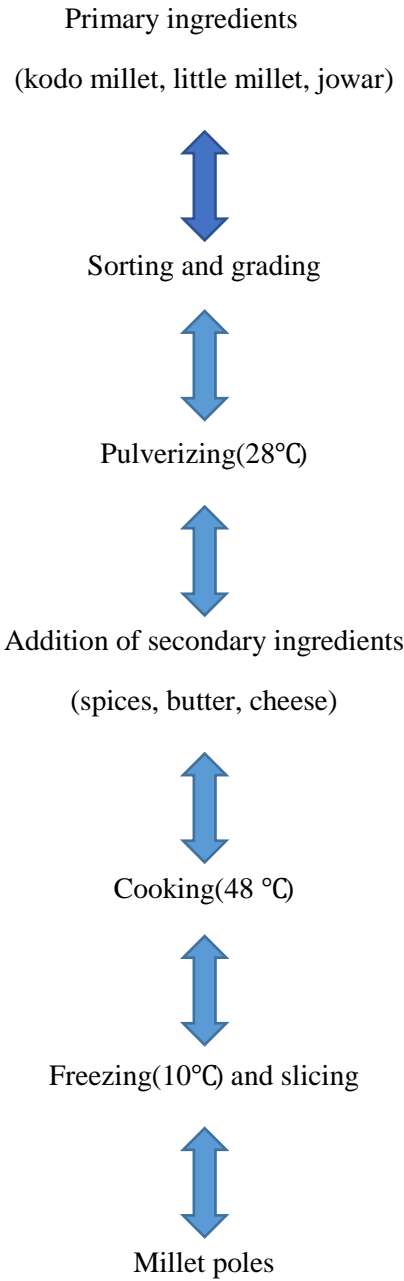 Primary ingredients
(kodo millet, little millet, jowar)
Sorting and grading
Pulverizing(28℃)
Addition of secondary ingredients
(spices, butter, cheese)
Cooking(48 ℃)
Freezing(10℃) and slicing
Millet poles